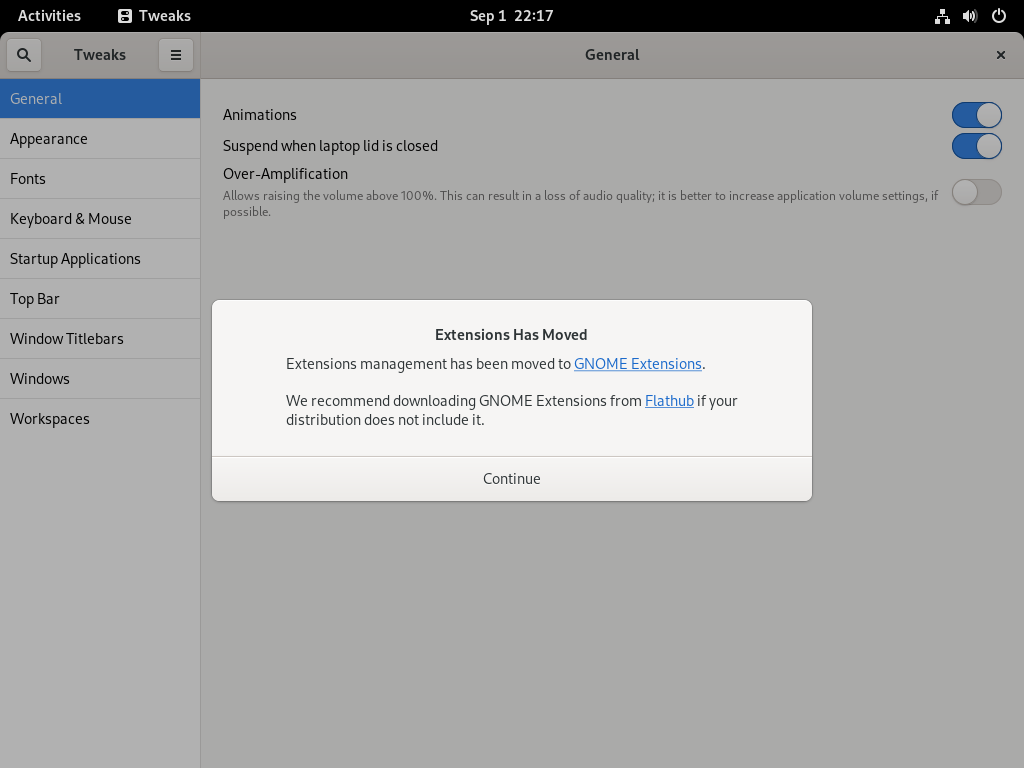 Activities Tweaks Sep 1 22:17
Tweaks General
General
Appearance
Fonts
Keyboard & Mouse
Startup Applications
Top Bar
Window Titlebars
Windows
Workspaces
Animations
Suspend when laptop lid is closed
Over-Amplification
Allows raising the volume above 100%. This can result in a loss of audio quality; it is better to increase application volume settings, if
possible.
Extensions Has Moved
Extensions management has been moved to GNOME Extensions.
We recommend downloading GNOME Extensions from Flathub if your
distribution does not include it.
Continue